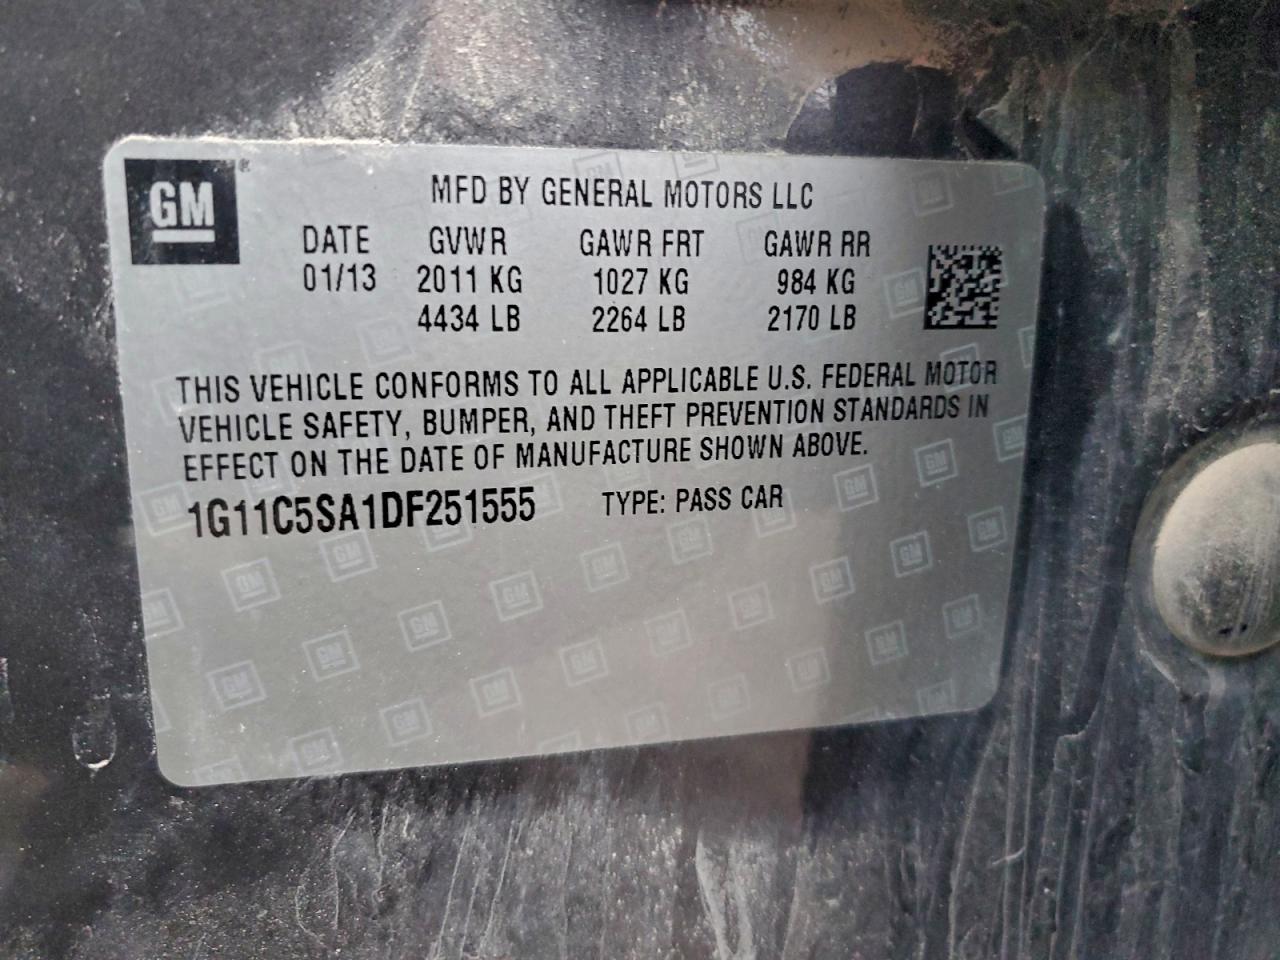 GM ®
MFD BY GENERAL MOTORS LLC
DATE GVWR GAWR FRT GAWR RR
01/13 2011 KG 1027 KG 984 KG
4434 LB 2264 LB 2170 LB
THIS VEHICLE CONFORMS TO ALL APPLICABLE U.S. FEDERAL MOTOR
VEHICLE SAFETY, BUMPER, AND THEFT PREVENTION STANDARDS IN
EFFECT ON THE DATE OF MANUFACTURE SHOWN ABOVE.
1G11C5SA1DF251555 TYPE: PASS CAR